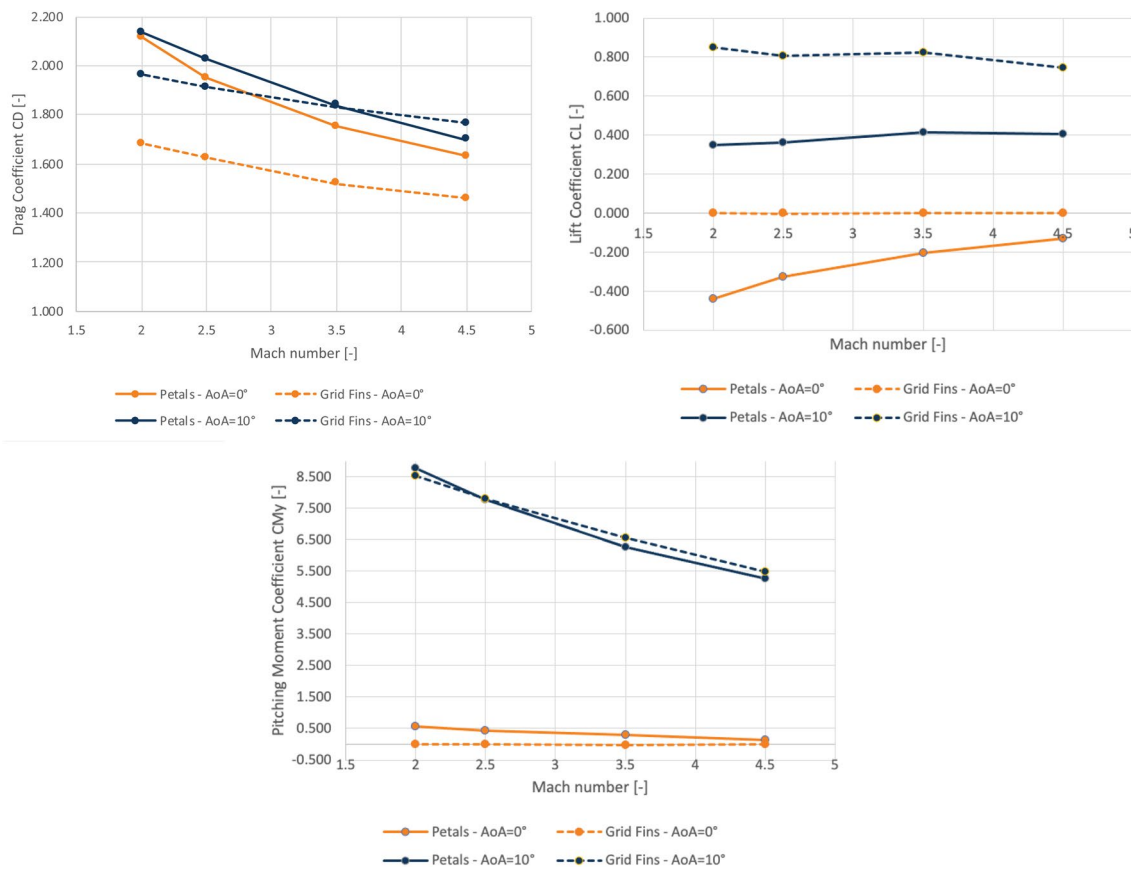 2.200
2.000
1.800
1.600
1.400
1.200
1.000
Drag Coefficient CD [-]
1.5 2 2.5 3 3.5 4 4.5 5
Mach number [-]
Petals - AoA=0° Grid Fins - AoA=0°
Petals - AoA=10° Grid Fins - AoA=10°
1.000
0.800
0.600
0.400
0.200
0.000
-0.200
-0.400
-0.600
Lift Coefficient CL [-]
1.5 2 2.5 3 3.5 4 4.5 5
Mach number [-]
Petals - AoA=0° Grid Fins - AoA=0°
Petals - AoA=10° Grid Fins - AoA=10°
8.500
7.500
6.500
5.500
4.500
3.500
2.500
1.500
0.500
-0.500
Pitching Moment Coefficient CMy [-]
1.5 2 2.5 3 3.5 4 4.5 5
Mach number [-]
Petals - AoA=0° Grid Fins - AoA=0°
Petals - AoA=10° Grid Fins - AoA=10°